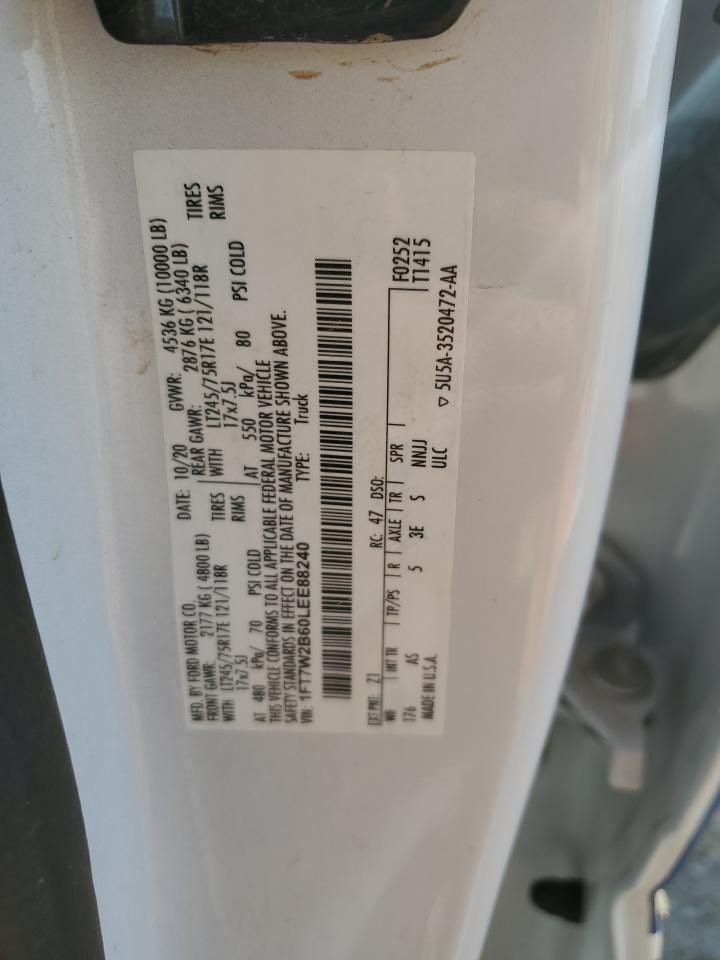 MFD. BY FORD MOTOR CO. DATE: 10/20 GVWR: 4536 KG (10000 LB)
FRONT GAWR: 2177 KG ( 4800 LB) REAR GAWR: 2876 KG ( 6340 LB)
WITH LT245/75R17E 121/118R TIRES WITH LT245/75R17E 121/118R TIRES
17x7.5J RIMS 17x7.5J RIMS
AT 480 kPa/ 70 PSI COLD AT 550 kPa/ 80 PSI COLD
THIS VEHICLE CONFORMS TO ALL APPLICABLE FEDERAL MOTOR VEHICLE
SAFETY STANDARDS IN EFFECT ON THE DATE OF MANUFACTURE SHOWN ABOVE.
VIN: 1FT7W2B60LEE88240 TYPE: Truck
EXT PNT: Z1 RC: 47 DSO: F0252
WB INT TR TP/PS R AXLE TR SPR T1415
176 AS 5 3E S NNJJ
MADE IN U.S.A. ULC
▽ 5U5A-3520472-AA